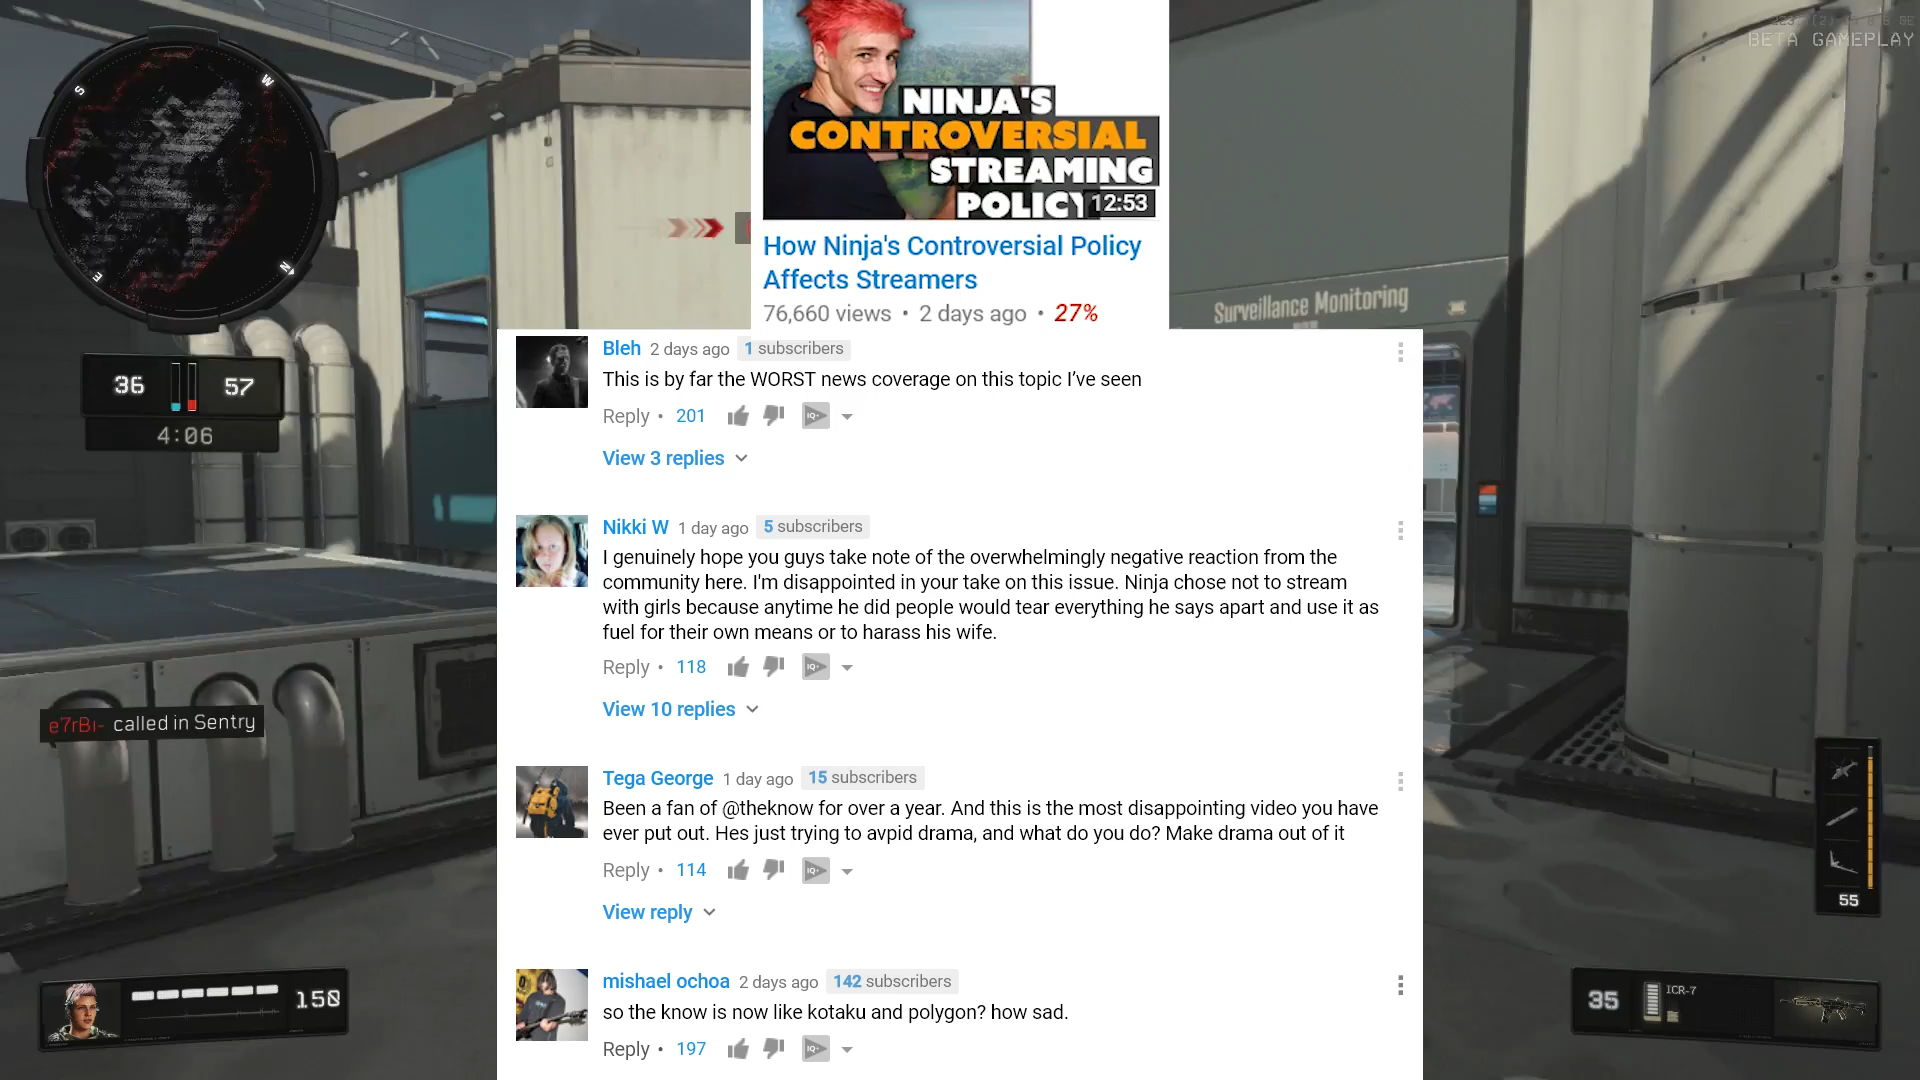 BETA GAMEPLAY
S
W
E
N
NINJA'S
CONTROVERSIAL
STREAMING
POLICY
12:53
How Ninja's Controversial Policy
Affects Streamers
76,660 views • 2 days ago • 27%
Surveillance Monitoring
36
57
4:06
Bleh 2 days ago 1 subscribers
This is by far the WORST news coverage on this topic I've seen
Reply • 201
View 3 replies
Nikki W 1 day ago 5 subscribers
I genuinely hope you guys take note of the overwhelmingly negative reaction from the
community here. I'm disappointed in your take on this issue. Ninja chose not to stream
with girls because anytime he did people would tear everything he says apart and use it as
fuel for their own means or to harass his wife.
Reply • 118
View 10 replies
e7rBı- called in Sentry
Tega George 1 day ago 15 subscribers
Been a fan of @theknow for over a year. And this is the most disappointing video you have
ever put out. Hes just trying to avpid drama, and what do you do? Make drama out of it
Reply • 114
View reply
55
mishael ochoa 2 days ago 142 subscribers
so the know is now like kotaku and polygon? how sad.
Reply • 197
150
35
ICR-7